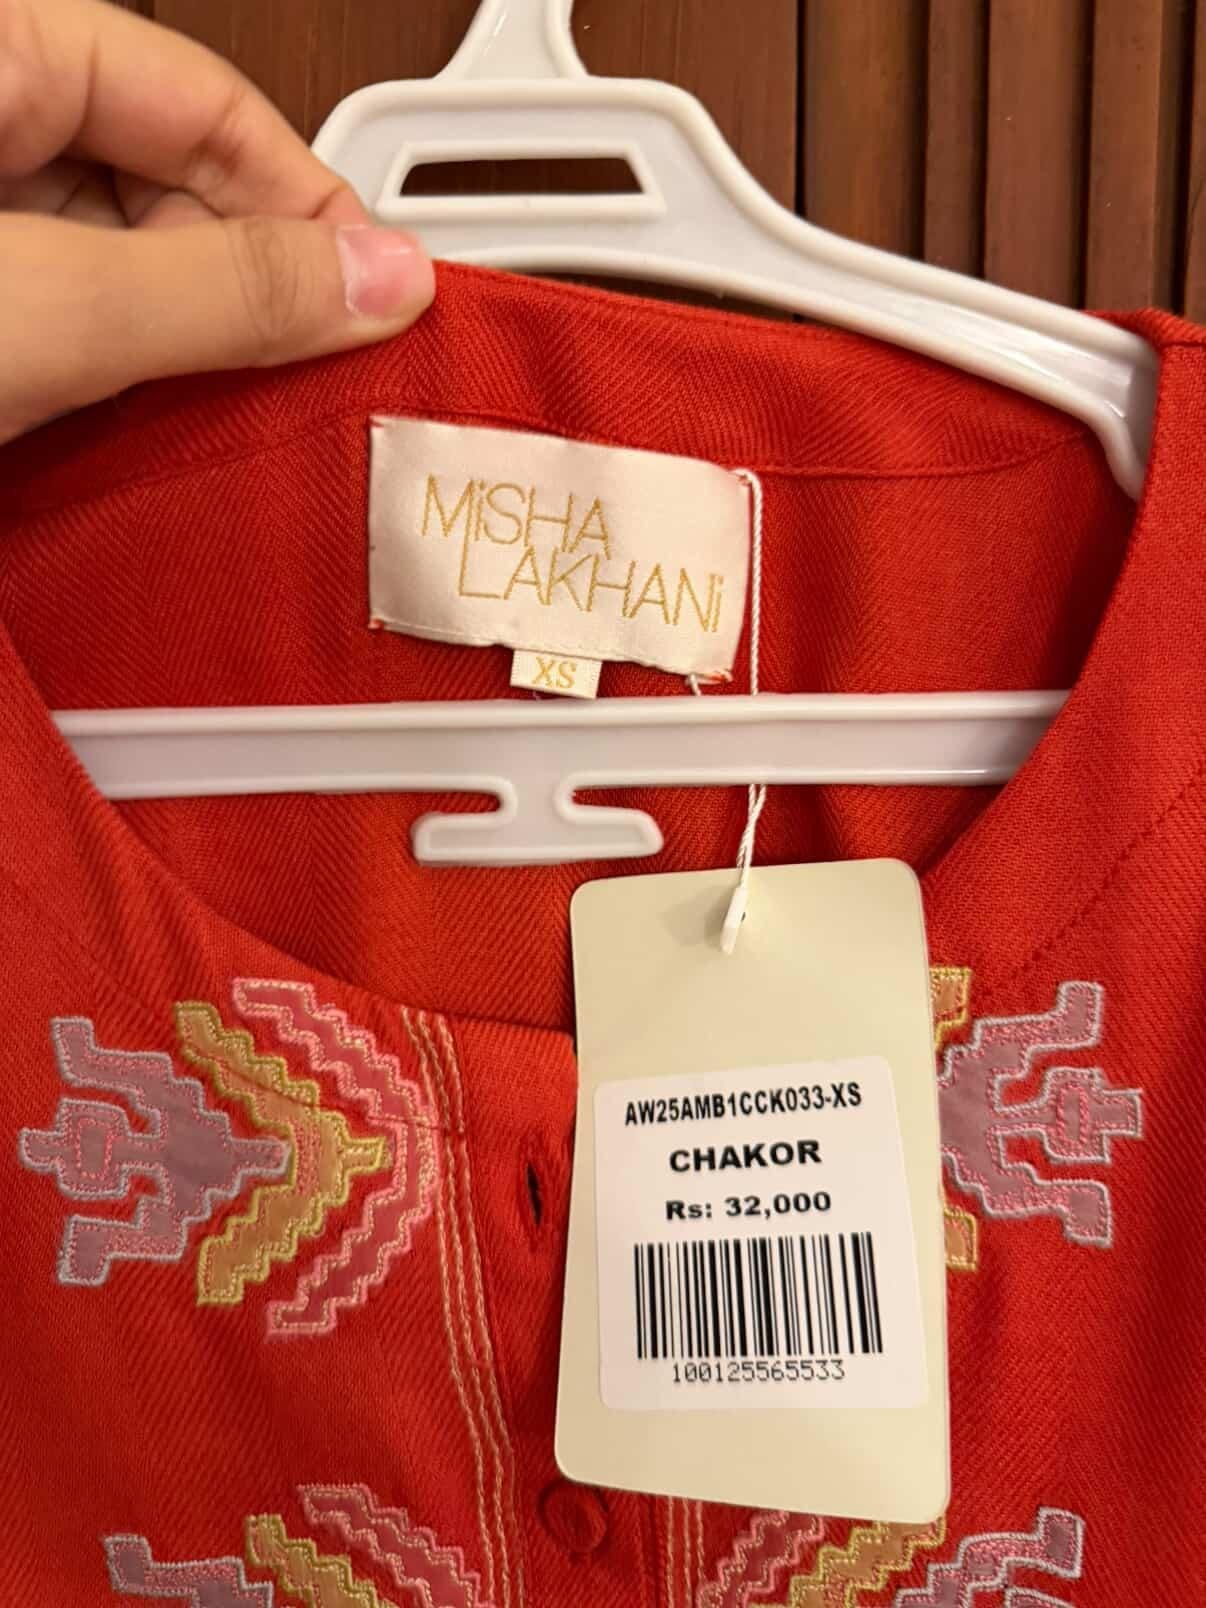 MiSHA
LAKHANi
XS
AW25AMB1CCK033-XS
CHAKOR
Rs: 32,000
100125565533